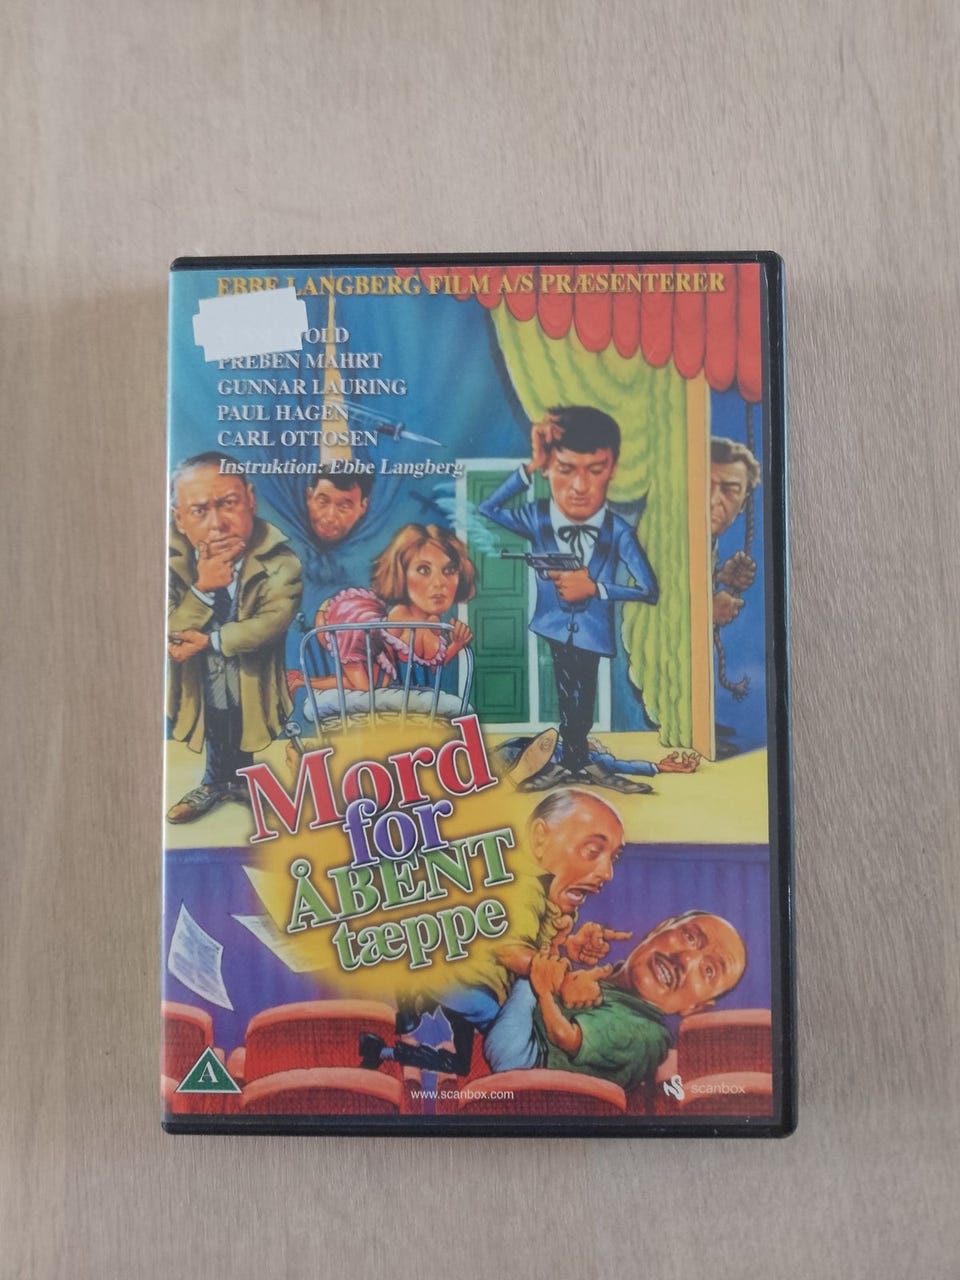 EBBE LANGBERG FILM A/S PRÆSENTERER
PREBEN MAHRT
GUNNAR LAURING
PAUL HAGEN
CARL OTTOSEN
Instruktion: Ebbe Langberg
Mord
for
ÅBENT
tæppe
A
www.scanbox.com
scanbox